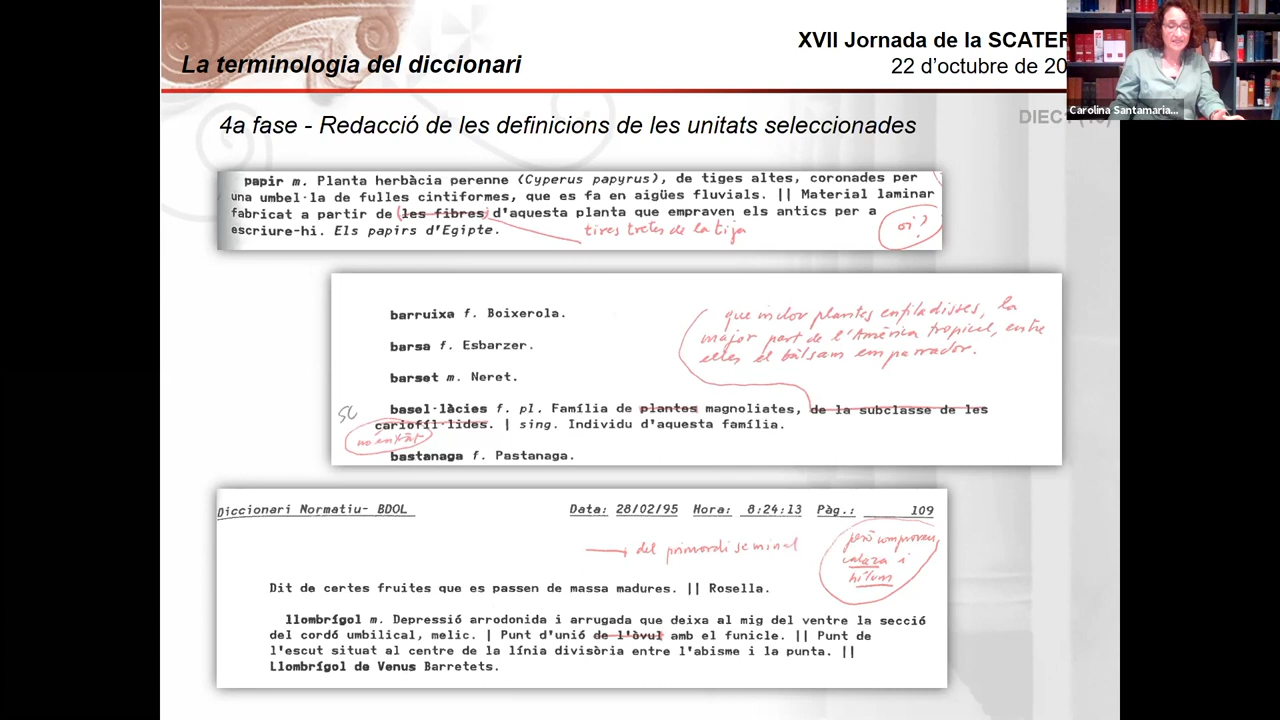 La terminologia del diccionari
XVII Jornada de la SCATER
22 d'octubre de 20
Carolina Santamaria...
DIEC1
4a fase - Redacció de les definicions de les unitats seleccionades
papir m. Planta herbàcia perenne (Cyperus papyrus), de tiges altes, coronades per
una umbel·la de fulles cintiformes, que es fa en aigües fluvials. || Material laminar
fabricat a partir de (les fibres) d'aquesta planta que empraven els antics per a
escriure-hi. Els papirs d'Egipte.
tires tretes de la tija
oi?
barruixa f. Boixerola.
barsa f. Esbarzer.
barset m. Neret.
que inclou plantes enfiladisses, la
major part de l'Amèrica tropical, entre
elles el bàlsam emparrador.
SC
basel·làcies f. pl. Família de plantes magnoliates, de la subclasse de les
cariofíl·lides. | sing. Individu d'aquesta família.
bastanaga f. Pastanaga.
Diccionari Normatiu- BDOL Data: 28/02/95 Hora: 8:24:13 Pàg.: 109
del primordi seminal
però comproveu
calaza i
hílum
Dit de certes fruites que es passen de massa madures. || Rosella.
llombrígol m. Depressió arrodonida i arrugada que deixa al mig del ventre la secció
del cordó umbilical, melic. | Punt d'unió de l'òvul amb el funicle. || Punt de
l'escut situat al centre de la línia divisòria entre l'abisme i la punta. ||
Llombrígol de Venus Barretets.